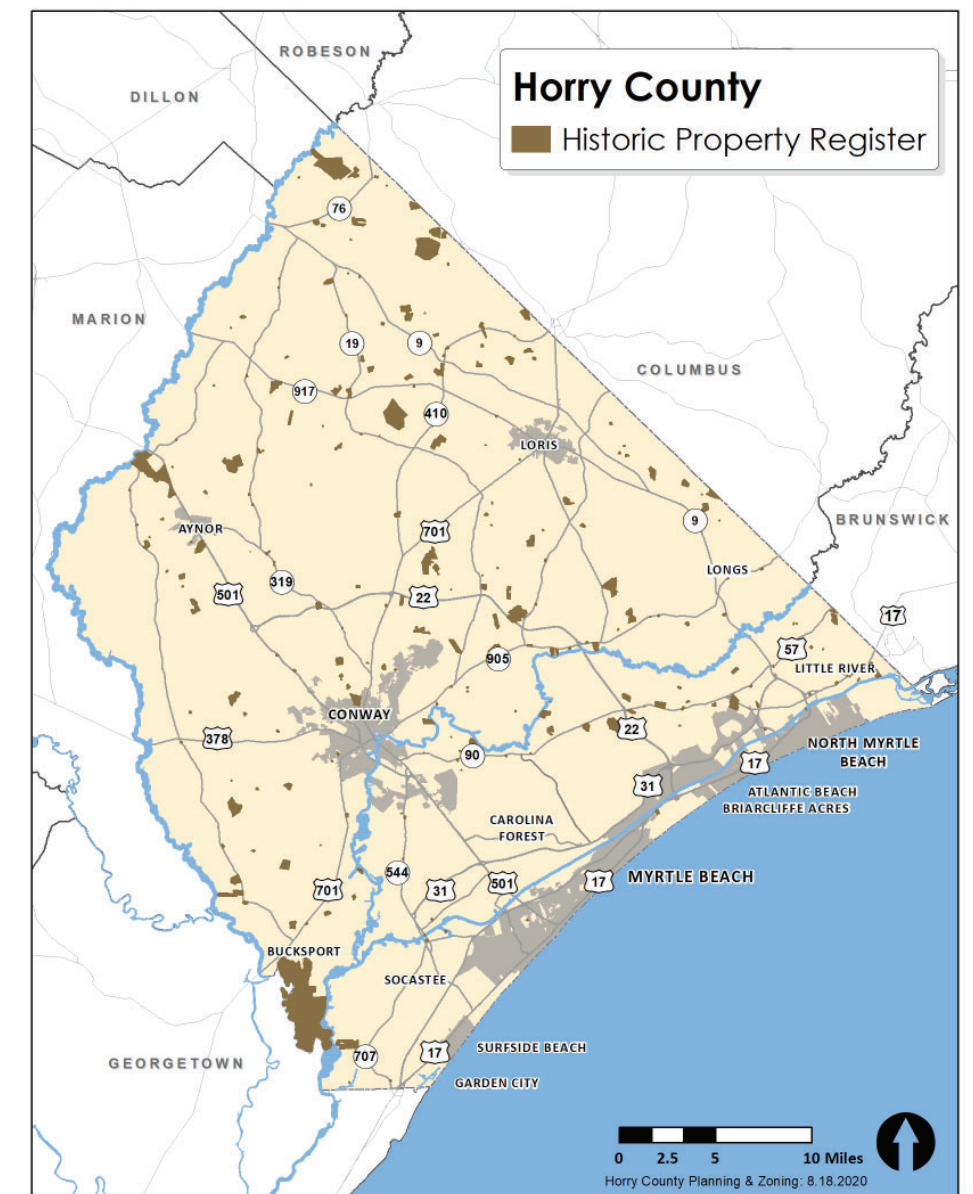 Horry County
Historic Property Register
ROBESON
DILLON
76
MARION
19
9
COLUMBUS
917
410
LORIS
AYNOR
701
9
BRUNSWICK
LONGS
319
501
22
17
57
905
LITTLE RIVER
CONWAY
378
90
22
NORTH MYRTLE
BEACH
17
31
ATLANTIC BEACH
BRIARCLIFFE ACRES
CAROLINA
FOREST
544
701
31
501
17
MYRTLE BEACH
BUCKSPORT
SOCASTEE
GEORGETOWN
707
17
SURFSIDE BEACH
GARDEN CITY
0 2.5 5 10 Miles
Horry County Planning & Zoning: 8.18.2020